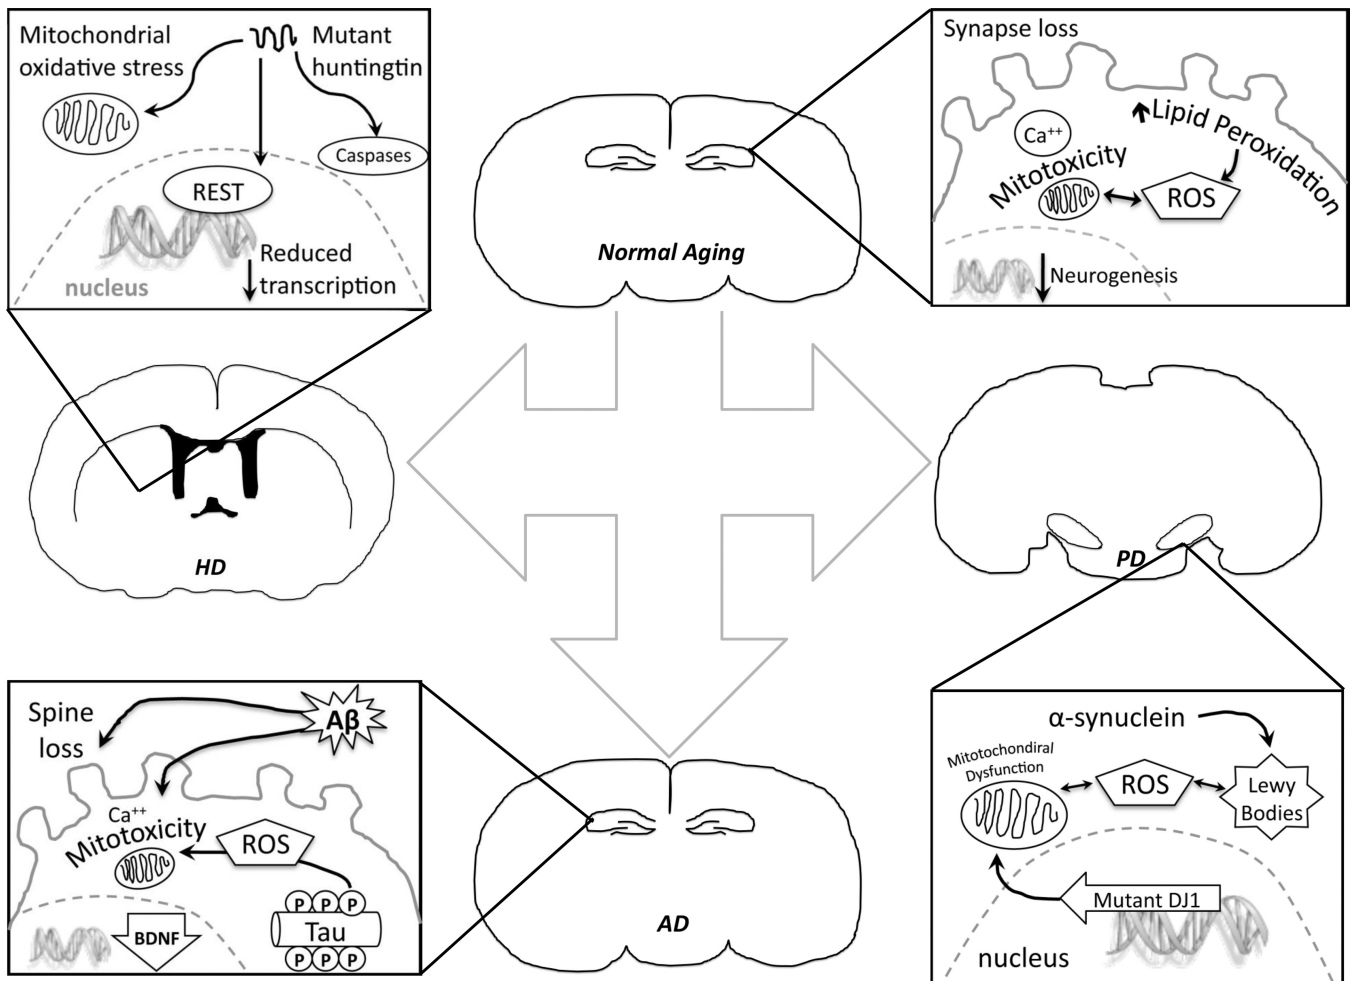 Mitochondrial
oxidative stress
Mutant
huntingtin
Caspases
REST
Reduced
transcription
nucleus
Normal Aging
Synapse loss
Lipid Peroxidation
Ca⁺⁺
Mitotoxicity
ROS
Neurogenesis
HD
PD
Spine
loss
Aβ
Ca⁺⁺
Mitotoxicity
ROS
P P P
Tau
P P P
BDNF
AD
α-synuclein
Mitotochondiral
Dysfunction
ROS
Lewy
Bodies
Mutant DJ1
nucleus